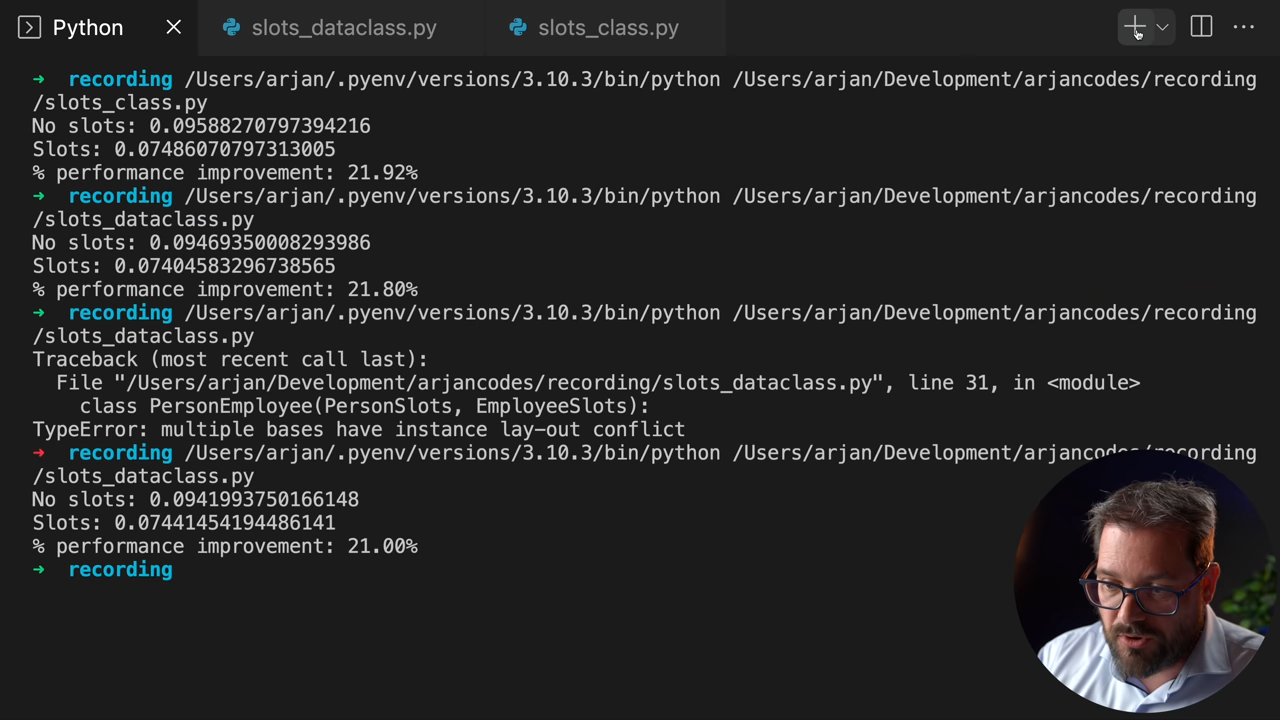 Python
slots_dataclass.py
slots_class.py
➜ recording /Users/arjan/.pyenv/versions/3.10.3/bin/python /Users/arjan/Development/arjancodes/recording
/slots_class.py
No slots: 0.09588270797394216
Slots: 0.07486070797313005
% performance improvement: 21.92%
➜ recording /Users/arjan/.pyenv/versions/3.10.3/bin/python /Users/arjan/Development/arjancodes/recording
/slots_dataclass.py
No slots: 0.09469350008293986
Slots: 0.07404583296738565
% performance improvement: 21.80%
➜ recording /Users/arjan/.pyenv/versions/3.10.3/bin/python /Users/arjan/Development/arjancodes/recording
/slots_dataclass.py
Traceback (most recent call last):
  File "/Users/arjan/Development/arjancodes/recording/slots_dataclass.py", line 31, in <module>
    class PersonEmployee(PersonSlots, EmployeeSlots):
TypeError: multiple bases have instance lay-out conflict
➜ recording /Users/arjan/.pyenv/versions/3.10.3/bin/python /Users/arjan/Development/arjancodes/recording
/slots_dataclass.py
No slots: 0.0941993750166148
Slots: 0.07441454194486141
% performance improvement: 21.00%
➜ recording